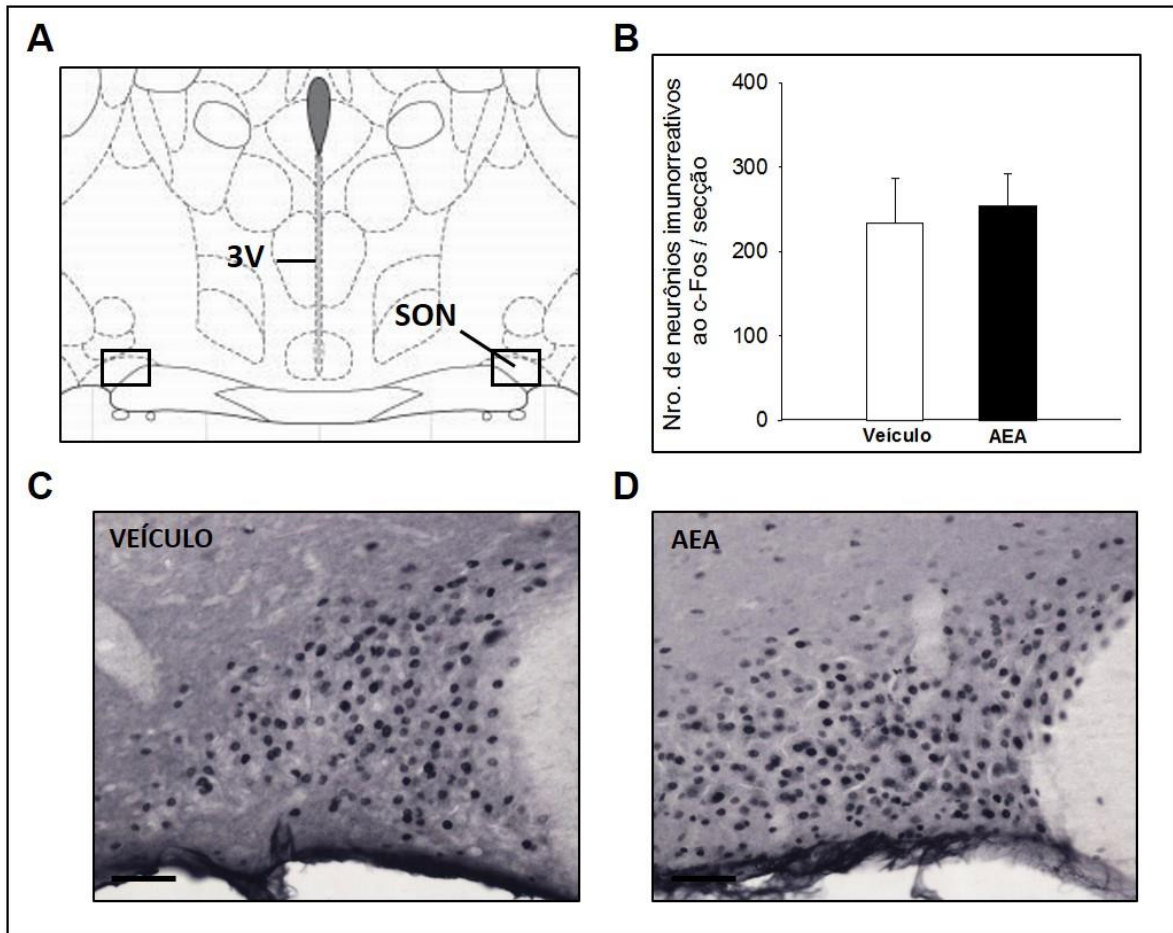 A
3V
SON
B
Nro. de neurônios imunorreativos
ao c-Fos / secção
400
300
200
100
0
Veículo
AEA
C
VEÍCULO
D
AEA